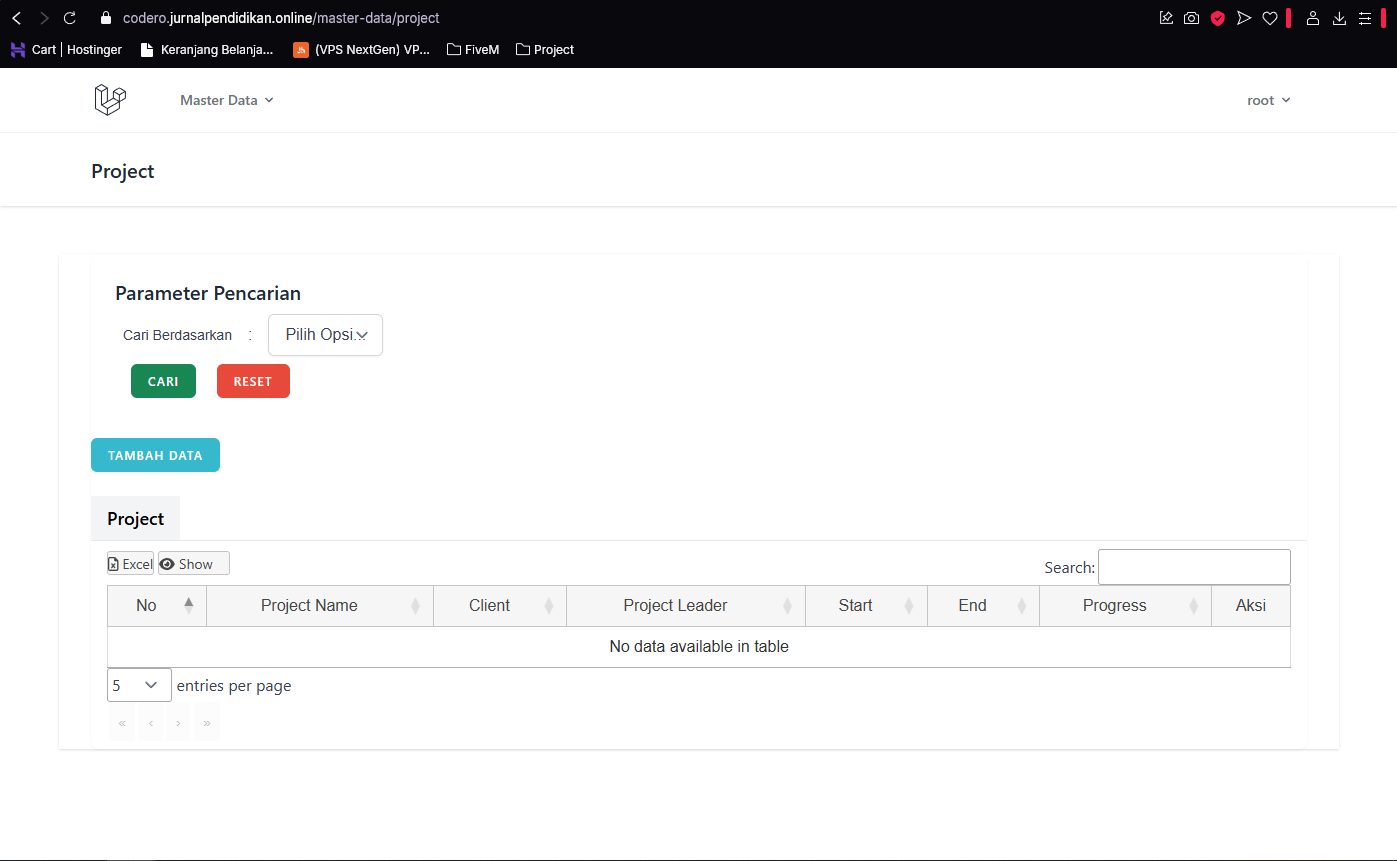 codero.jurnalpendidikan.online/master-data/project
Cart | Hostinger
Keranjang Belanja...
Jh
(VPS NextGen) VP...
FiveM
Project
Master Data
root
Project
Parameter Pencarian
Cari Berdasarkan :
Pilih Opsi...
CARI
RESET
TAMBAH DATA
Project
Excel
Show
Search:
No
Project Name
Client
Project Leader
Start
End
Progress
Aksi
No data available in table
5
entries per page
« ‹ › »